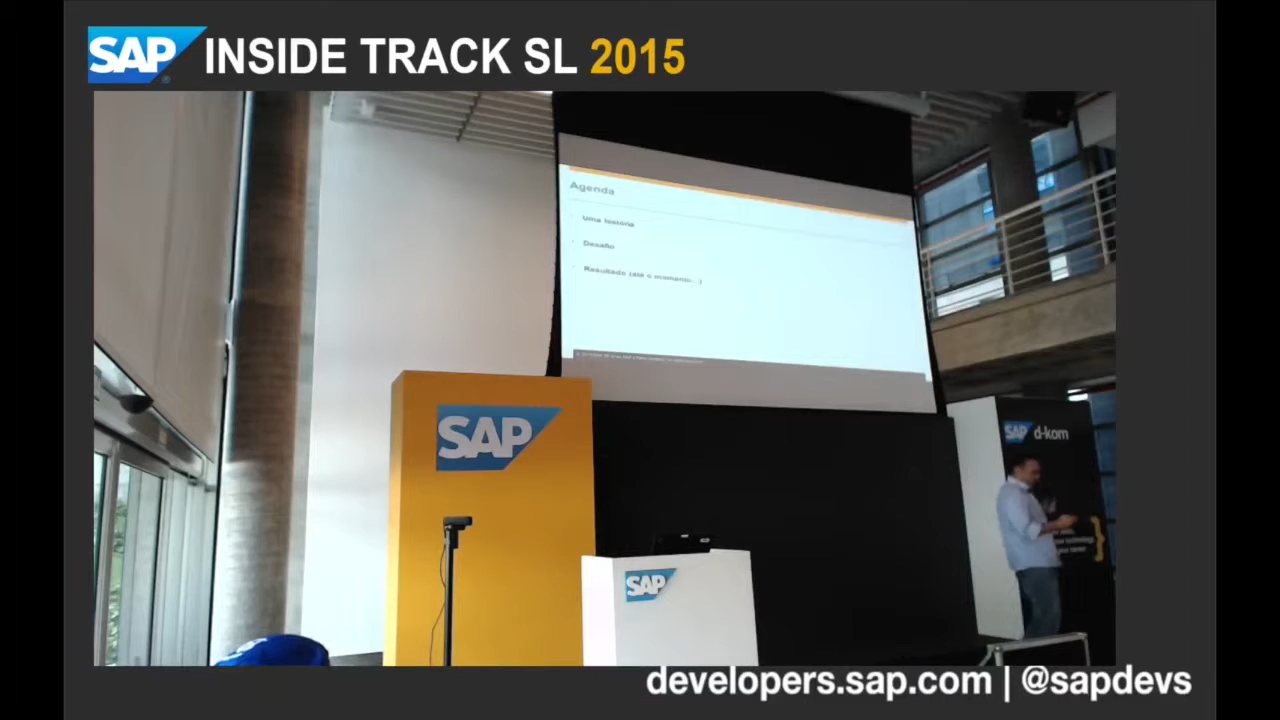 SAP INSIDE TRACK SL 2015
Agenda
Uma história
Desafio
Resultado (até o momento...)
SAP
SAP d-kom
SAP
developers.sap.com | @sapdevs